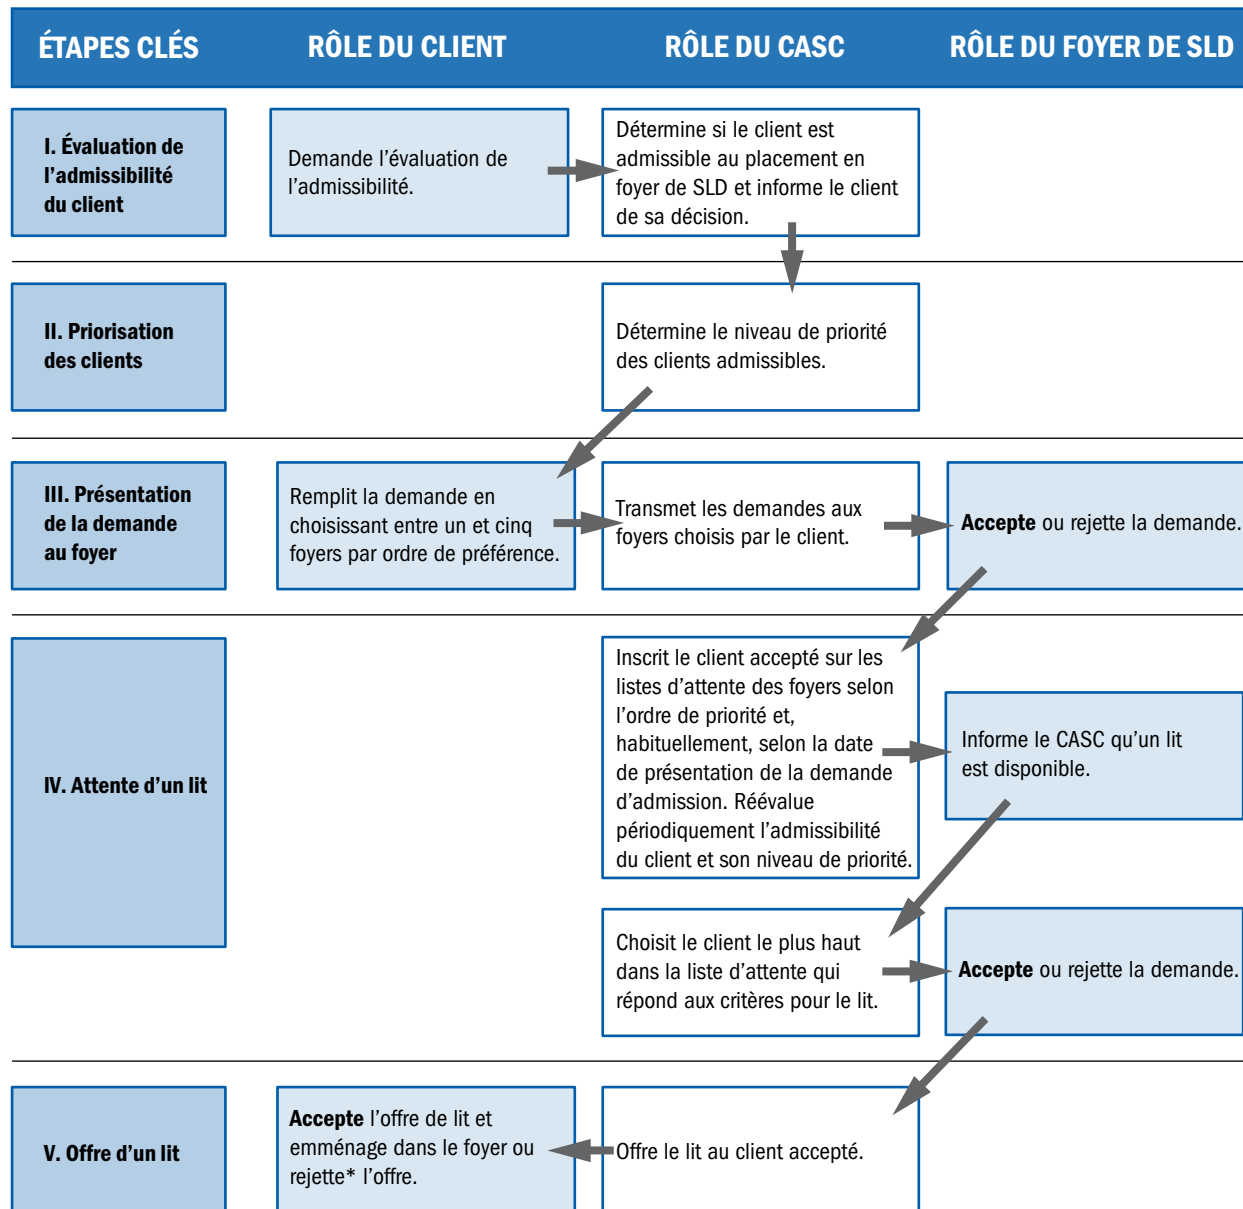 ÉTAPES CLÉS
RÔLE DU CLIENT
RÔLE DU CASC
RÔLE DU FOYER DE SLD
I. Évaluation de
l’admissibilité
du client
Demande l’évaluation de
l’admissibilité.
Détermine si le client est
admissible au placement en
foyer de SLD et informe le client
de sa décision.
II. Priorisation
des clients
Détermine le niveau de priorité
des clients admissibles.
III. Présentation
de la demande
au foyer
Remplit la demande en
choisissant entre un et cinq
foyers par ordre de préférence.
Transmet les demandes aux
foyers choisis par le client.
Accepte ou rejette la demande.
IV. Attente d’un lit
Inscrit le client accepté sur les
listes d’attente des foyers selon
l’ordre de priorité et,
habituellement, selon la date
de présentation de la demande
d’admission. Réévalue
périodiquement l’admissibilité
du client et son niveau de priorité.
Informe le CASC qu’un lit
est disponible.
Choisit le client le plus haut
dans la liste d’attente qui
répond aux critères pour le lit.
Accepte ou rejette la demande.
V. Offre d’un lit
Accepte l’offre de lit et
emménage dans le foyer ou
rejette* l’offre.
Offre le lit au client accepté.